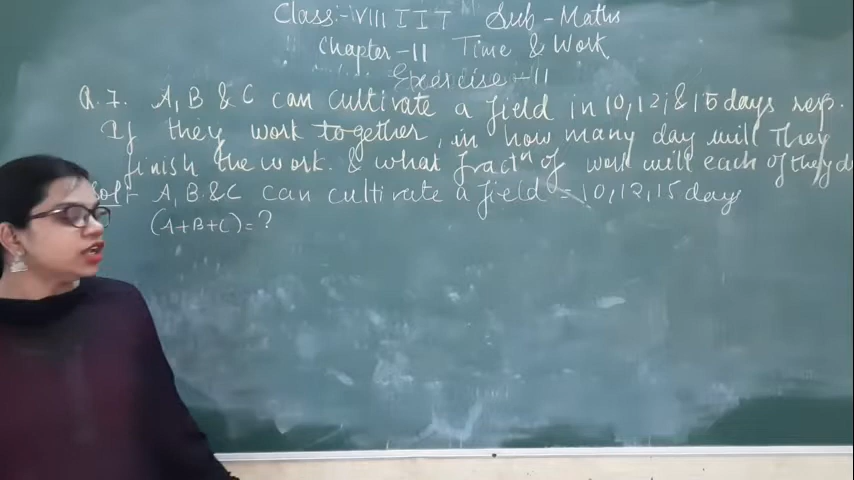 Class:- VIII IIT Sub - Maths
Chapter - 11 Time & Work
Exercise - 11
Q.7. A, B & C can cultivate a field in 10, 12, & 15 days resp.
If they work together, in how many day will They
finish the work. & what fractⁿ of work will each of they d
Solⁿ A, B & C can cultivate a field = 10, 12, 15 days
(A+B+C) = ?